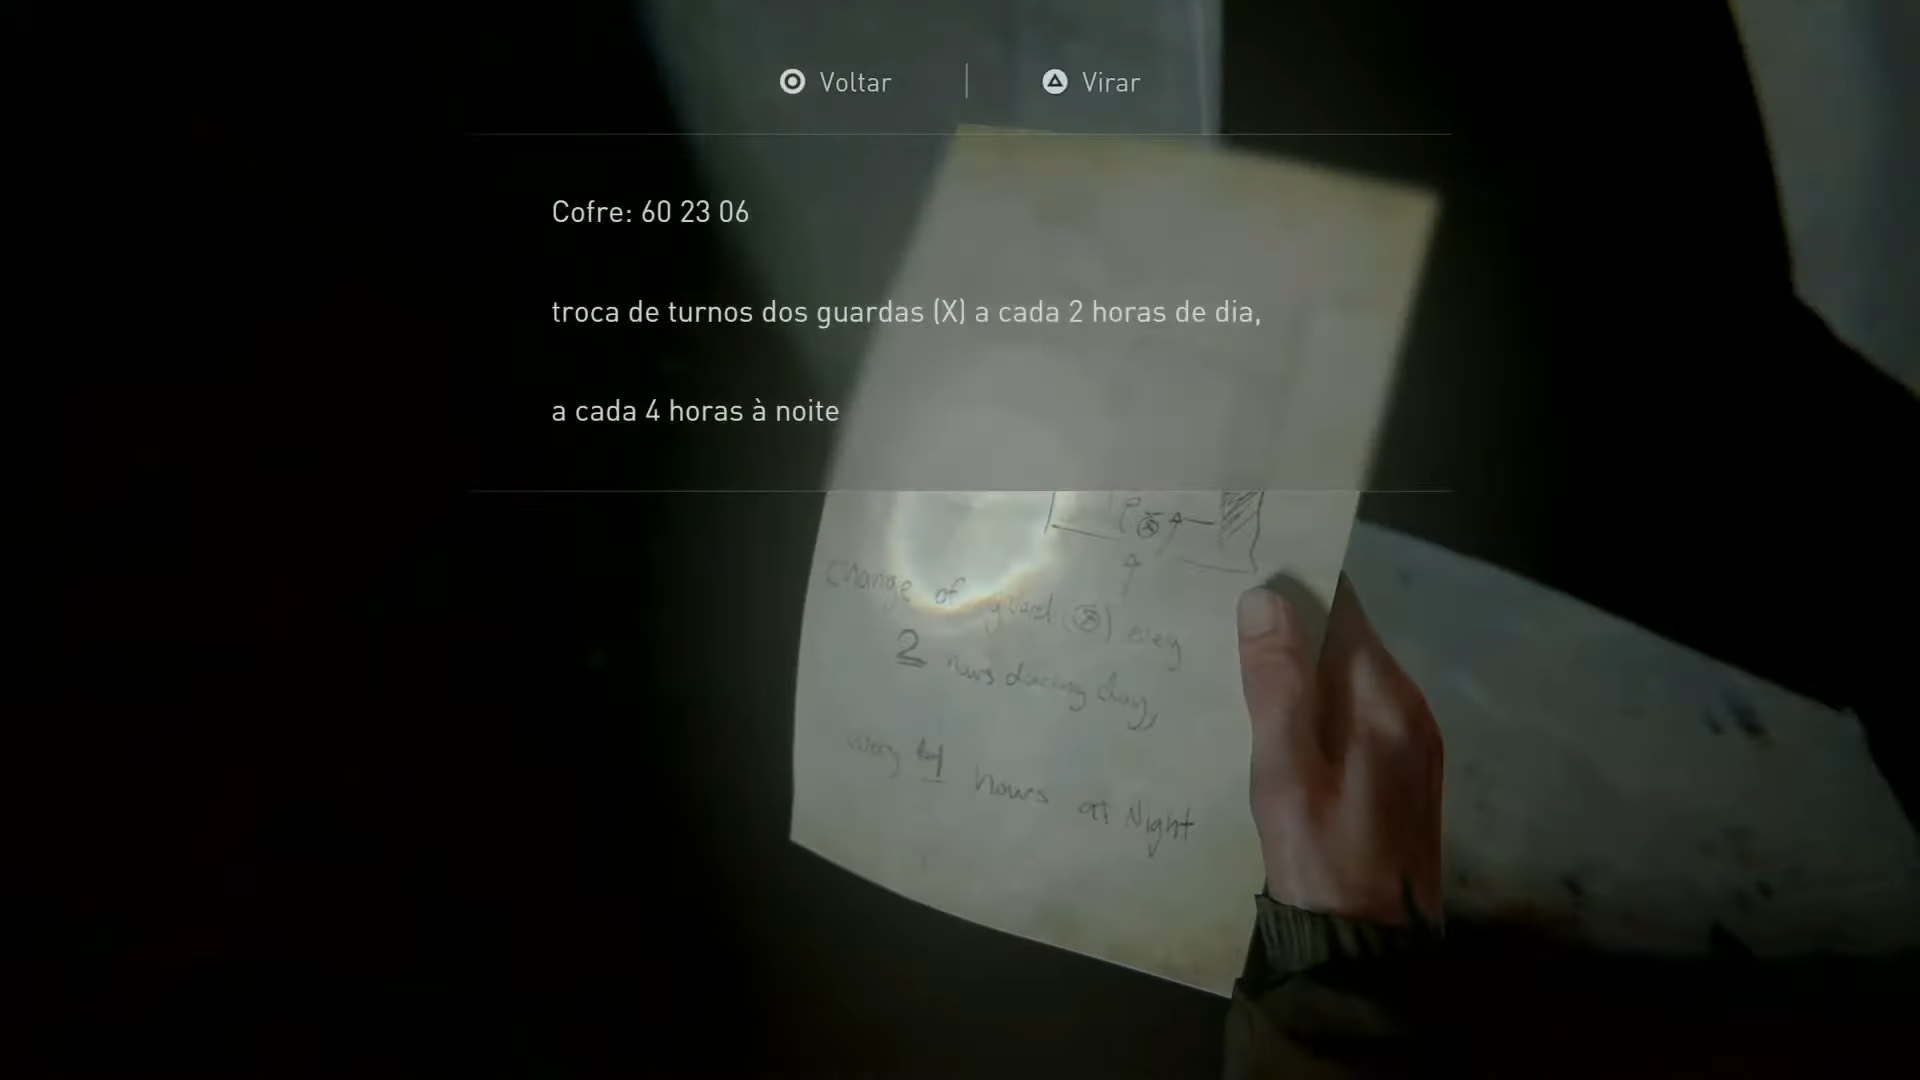 Voltar | Virar
Cofre: 60 23 06
troca de turnos dos guardas (X) a cada 2 horas de dia,
a cada 4 horas à noite
Change of guard (X) every
2 hours during day,
every 4 hours at Night